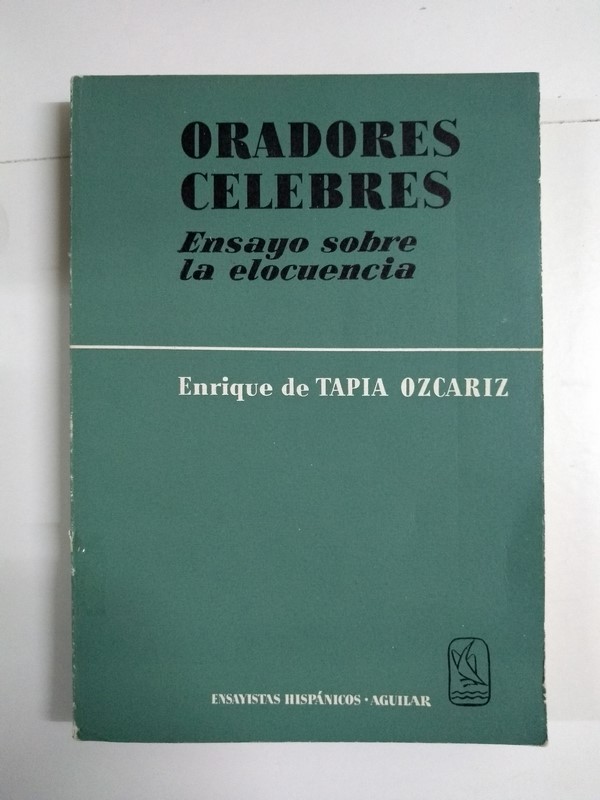 ORADORES
CELEBRES
Ensayo sobre
la elocuencia
Enrique de TAPIA OZCARIZ
ENSAYISTAS HISPÁNICOS · AGUILAR